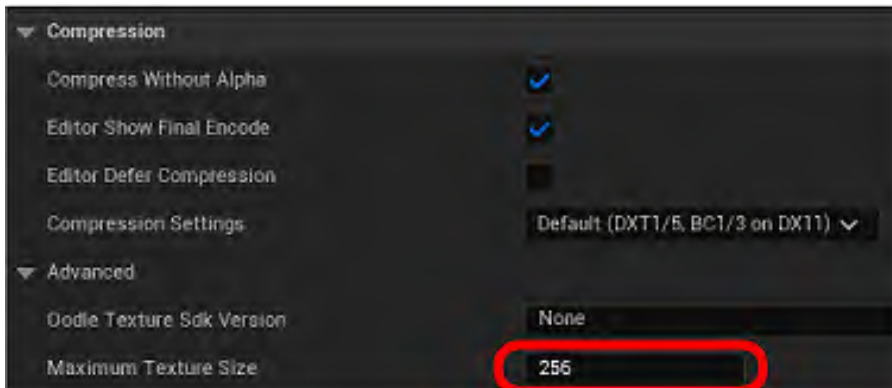 Compression
Compress Without Alpha
Editor Show Final Encode
Editor Defer Compression
Compression Settings Default (DXT1/5, BC1/3 on DX11)
Advanced
Oodle Texture Sdk Version None
Maximum Texture Size 256